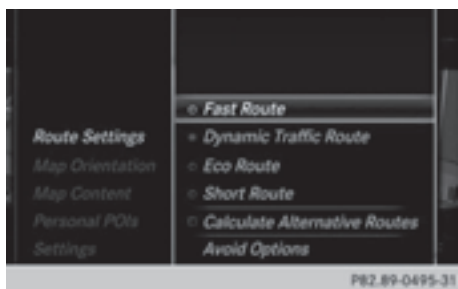 Fast Route
Route Settings
Dynamic Traffic Route
Map Orientation
Eco Route
Map Content
Short Route
Personal POIs
Calculate Alternative Routes
Settings
Avoid Options
P82.89-0495-31